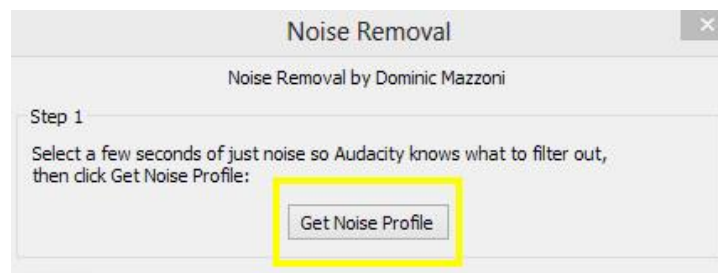 Noise Removal
Noise Removal by Dominic Mazzoni
Step 1
Select a few seconds of just noise so Audacity knows what to filter out,
then click Get Noise Profile:
Get Noise Profile